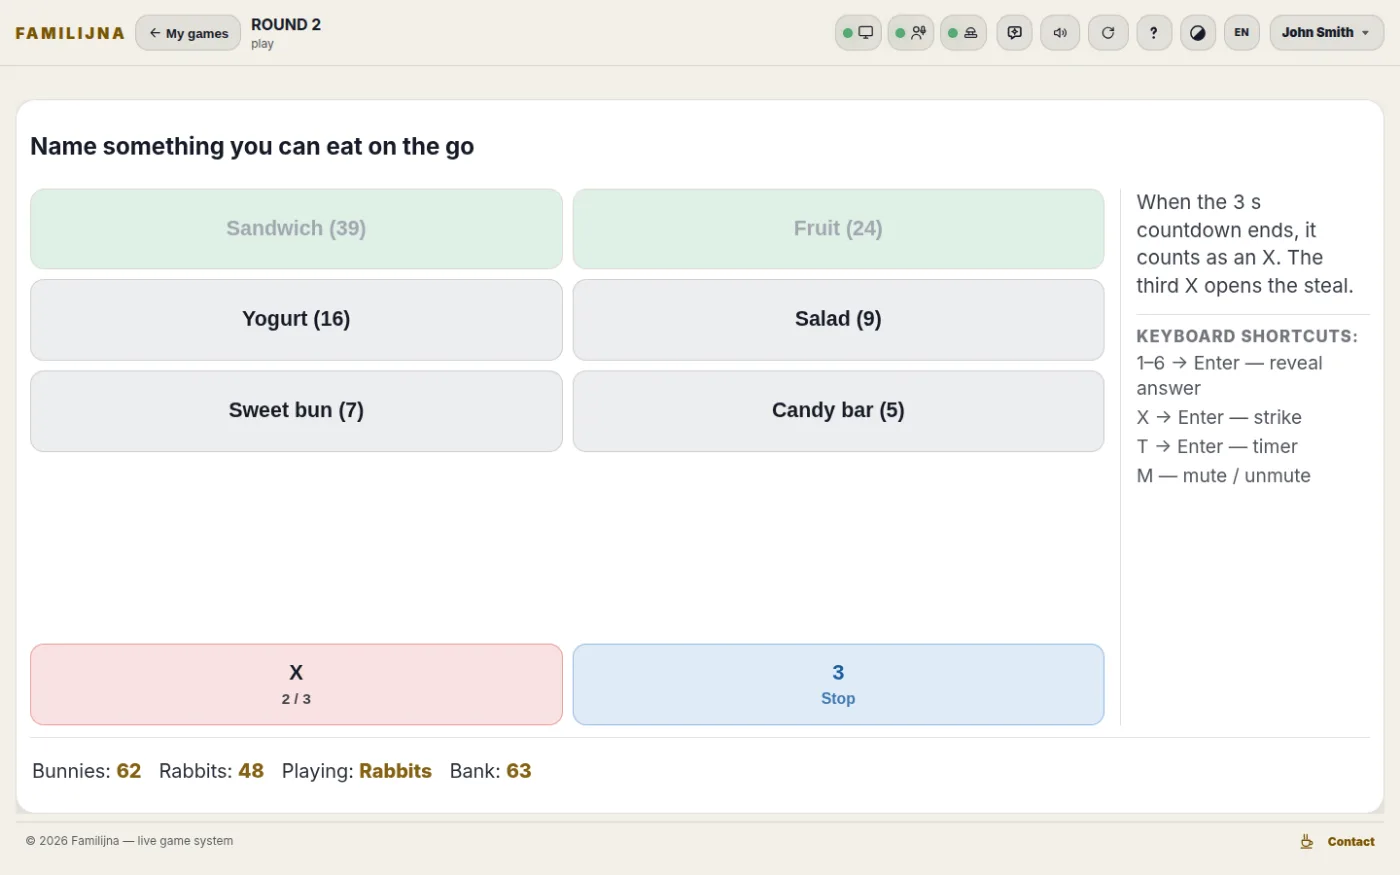 FAMILIJNA
← My games
ROUND 2
play
?
EN
John Smith
Name something you can eat on the go
Sandwich (39)
Fruit (24)
Yogurt (16)
Salad (9)
Sweet bun (7)
Candy bar (5)
X
2 / 3
3
Stop
When the 3 s
countdown ends, it
counts as an X. The
third X opens the steal.
KEYBOARD SHORTCUTS:
1–6 → Enter — reveal
answer
X → Enter — strike
T → Enter — timer
M — mute / unmute
Bunnies: 62 Rabbits: 48 Playing: Rabbits Bank: 63
© 2026 Familijna — live game system
Contact